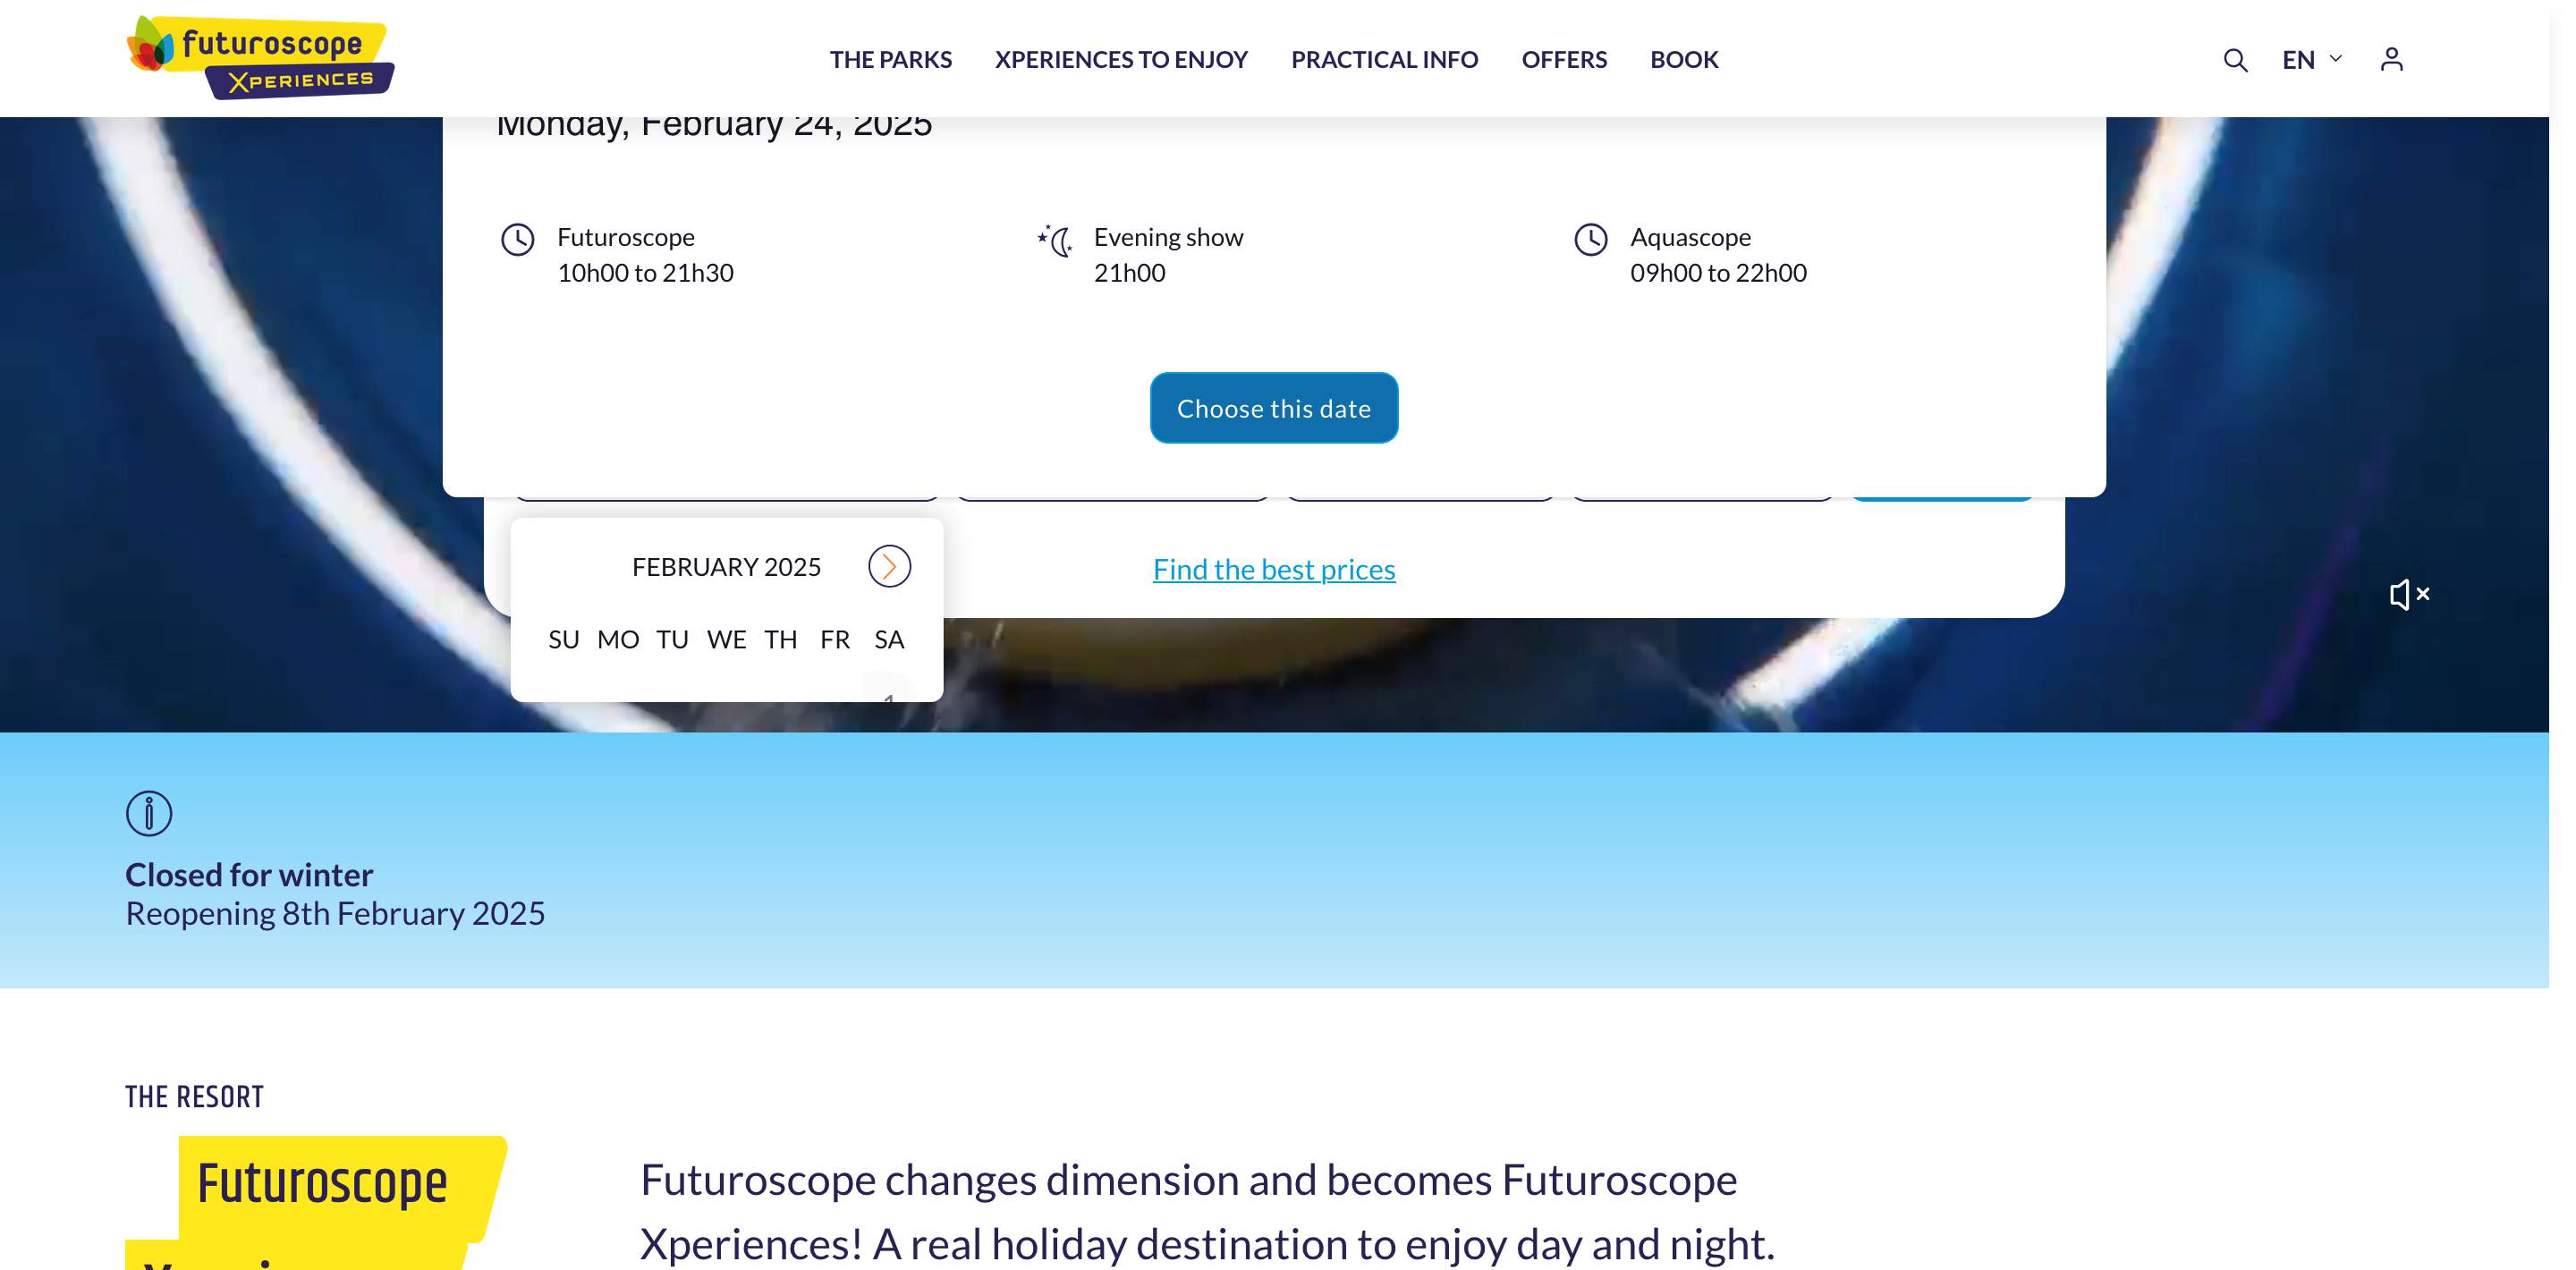 futuroscope
XPERIENCES
THE PARKS
XPERIENCES TO ENJOY
PRACTICAL INFO
OFFERS
BOOK
EN
Monday, February 24, 2025
Futuroscope
10h00 to 21h30
Evening show
21h00
Aquascope
09h00 to 22h00
Choose this date
FEBRUARY 2025
Find the best prices
SU MO TU WE TH FR SA
Closed for winter
Reopening 8th February 2025
THE RESORT
Futuroscope
Futuroscope changes dimension and becomes Futuroscope
Xperiences! A real holiday destination to enjoy day and night.